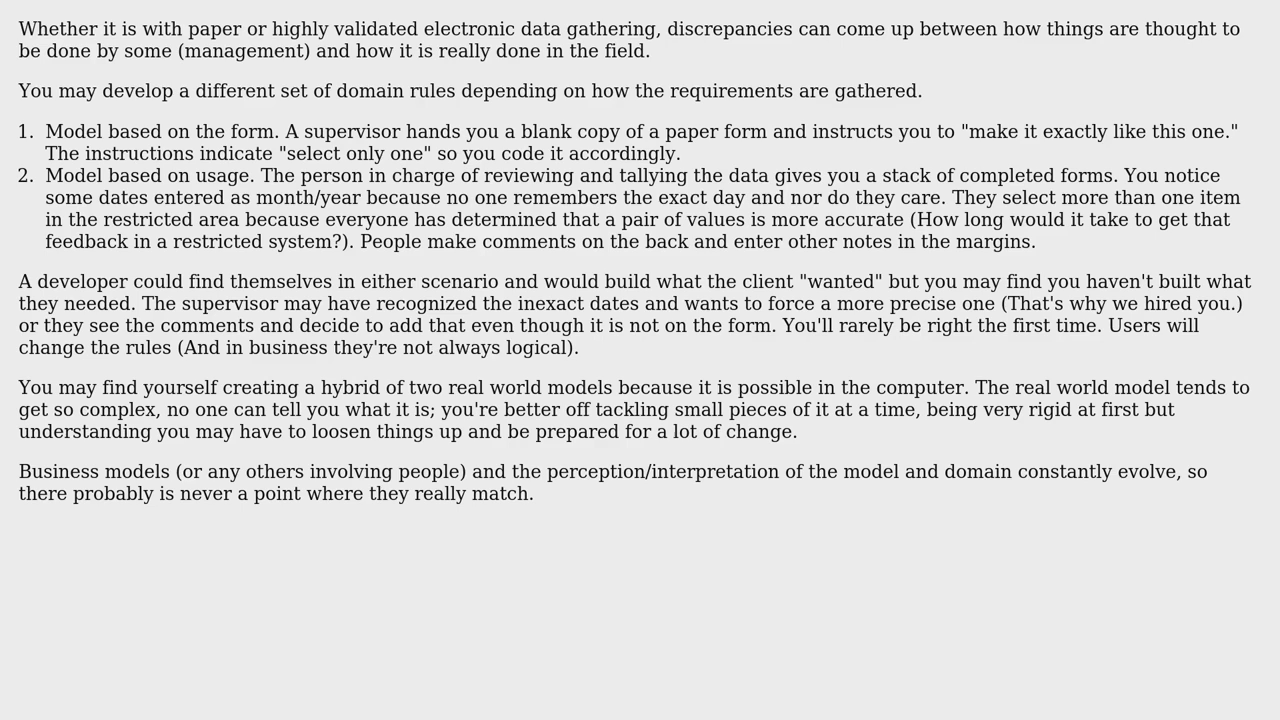 Whether it is with paper or highly validated electronic data gathering, discrepancies can come up between how things are thought to
be done by some (management) and how it is really done in the field.
You may develop a different set of domain rules depending on how the requirements are gathered.
1. Model based on the form. A supervisor hands you a blank copy of a paper form and instructs you to "make it exactly like this one."
The instructions indicate "select only one" so you code it accordingly.
2. Model based on usage. The person in charge of reviewing and tallying the data gives you a stack of completed forms. You notice
some dates entered as month/year because no one remembers the exact day and nor do they care. They select more than one item
in the restricted area because everyone has determined that a pair of values is more accurate (How long would it take to get that
feedback in a restricted system?). People make comments on the back and enter other notes in the margins.
A developer could find themselves in either scenario and would build what the client "wanted" but you may find you haven't built what
they needed. The supervisor may have recognized the inexact dates and wants to force a more precise one (That's why we hired you.)
or they see the comments and decide to add that even though it is not on the form. You'll rarely be right the first time. Users will
change the rules (And in business they're not always logical).
You may find yourself creating a hybrid of two real world models because it is possible in the computer. The real world model tends to
get so complex, no one can tell you what it is; you're better off tackling small pieces of it at a time, being very rigid at first but
understanding you may have to loosen things up and be prepared for a lot of change.
Business models (or any others involving people) and the perception/interpretation of the model and domain constantly evolve, so
there probably is never a point where they really match.